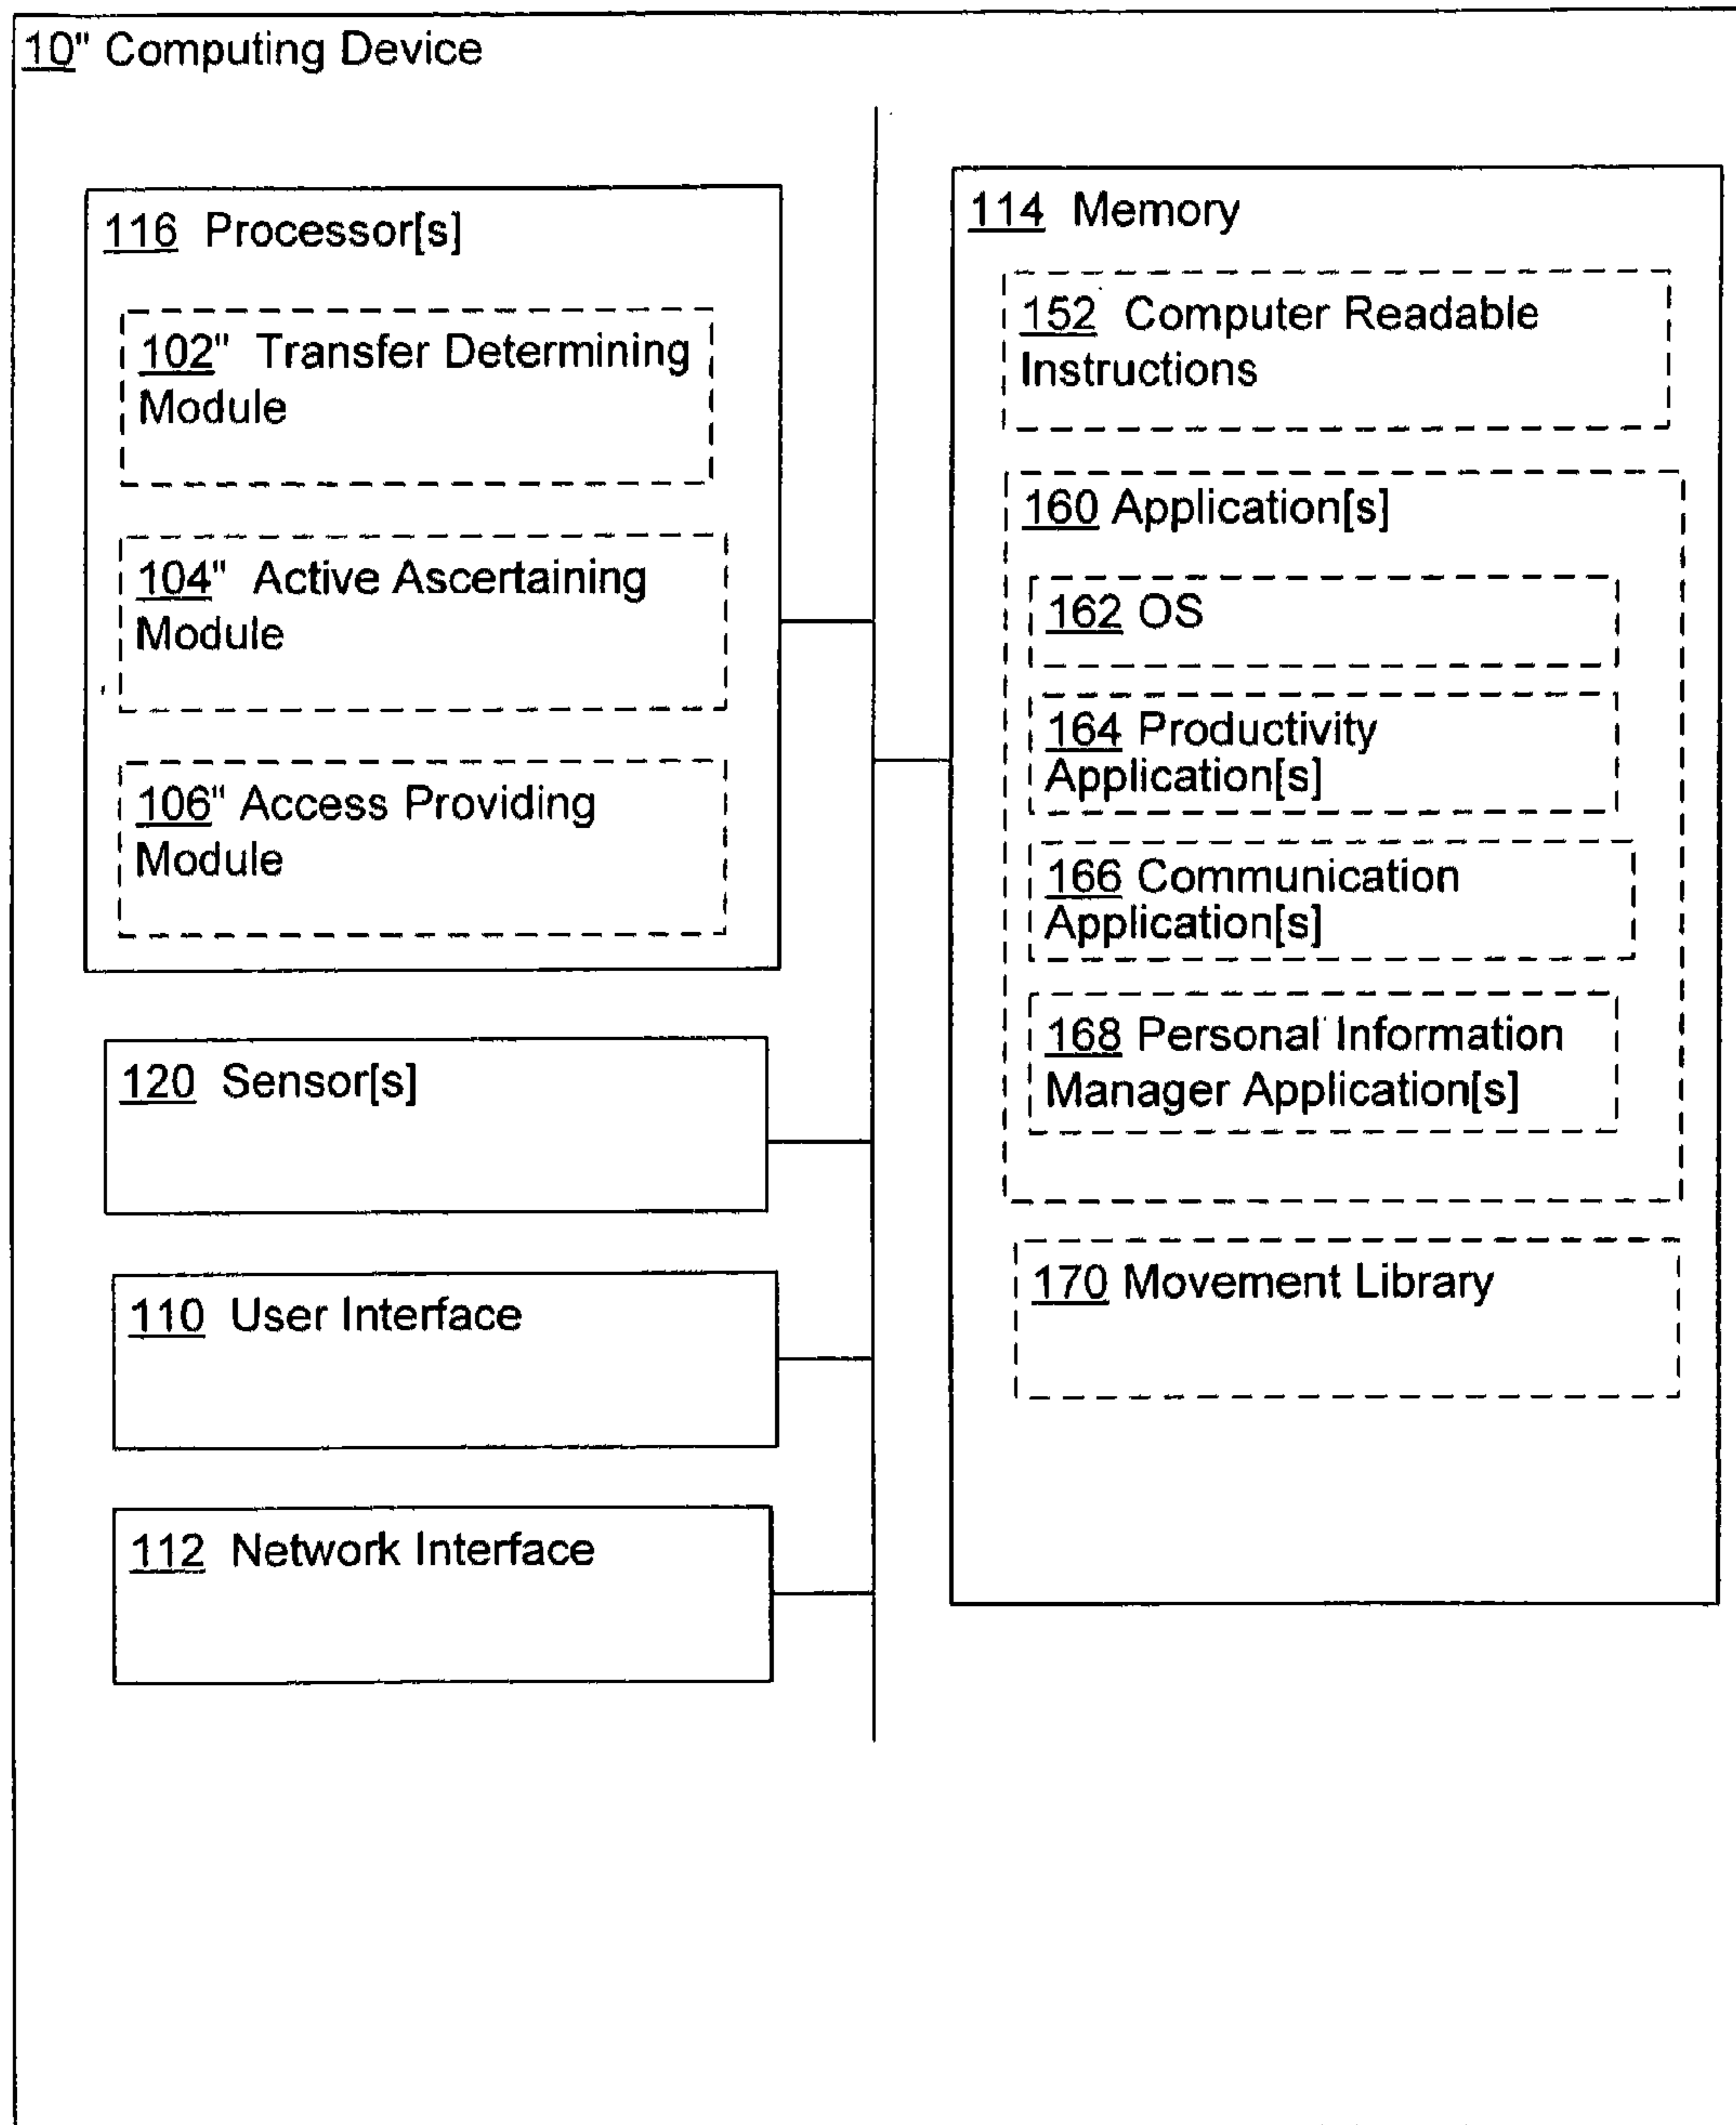 10" Computing Device
116 Processor[s]
102" Transfer Determining
Module
104" Active Ascertaining
Module
106" Access Providing
Module
120 Sensor[s]
110 User Interface
112 Network Interface
114 Memory
152 Computer Readable
Instructions
160 Application[s]
162 OS
164 Productivity
Application[s]
166 Communication
Application[s]
168 Personal Information
Manager Application[s]
170 Movement Library